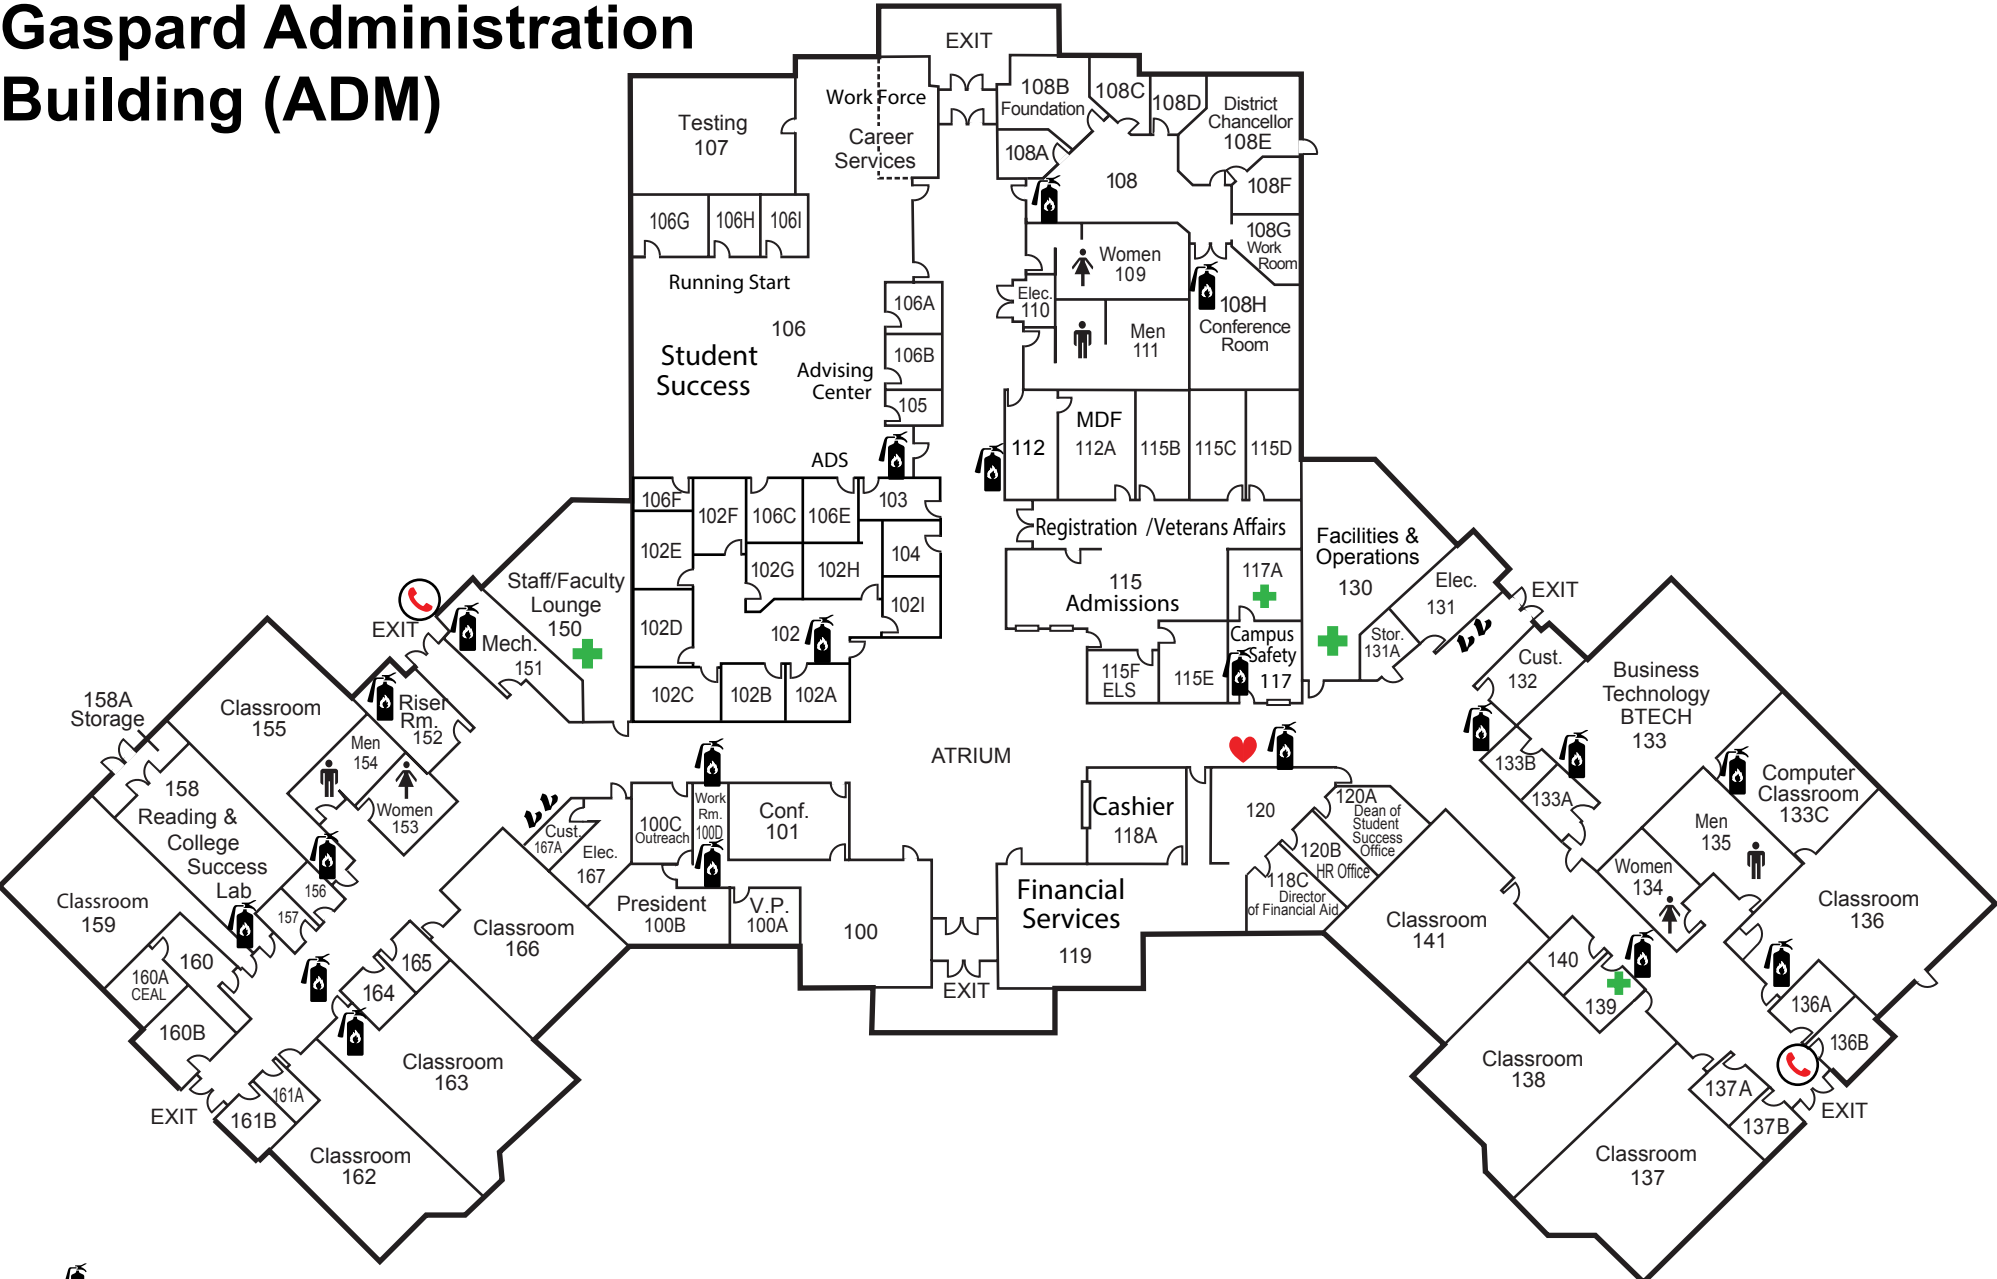 Gaspard Administration
Building (ADM)
EXIT
Work Force
Career
Services
Testing
107
108B
Foundation
108C
108D
District
Chancellor
108E
108A
108
108F
106G
106H
106I
108G
Work
Room
Women
109
Running Start
106A
Elec.
110
108H
Conference
Room
106
Men
111
Student
Success
106B
Advising
Center
105
112
MDF
112A
115B
115C
115D
ADS
106F
102F
106C
106E
103
Registration /Veterans Affairs
Facilities &
Operations
130
102E
104
102G
102H
117A
115
Admissions
Elec.
131
EXIT
Staff/Faculty
Lounge
150
102I
102D
102
Campus
Safety
117
Stor.
131A
EXIT
Mech.
151
115F
ELS
115E
Cust.
132
Business
Technology
BTECH
133
102C
102B
102A
158A
Storage
Classroom
155
Riser
Rm.
152
Men
154
ATRIUM
133B
133A
Computer
Classroom
133C
158
Reading &
College
Success
Lab
Women
153
Work
Rm.
100D
100C
Outreach
Conf.
101
Cashier
118A
120
120A
Dean of
Student
Success
Office
Cust.
167A
Elec.
167
120B
HR Office
Men
135
Women
134
156
157
118C
Director
of Financial Aid
Financial
Services
119
Classroom
159
President
100B
V.P.
100A
100
Classroom
166
Classroom
141
Classroom
136
160
160A
CEAL
165
164
140
139
EXIT
136A
136B
160B
Classroom
163
Classroom
138
161A
161B
EXIT
137A
137B
EXIT
Classroom
162
Classroom
137